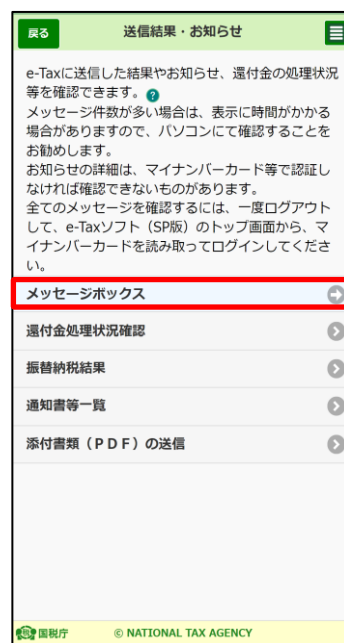 戻る
送信結果・お知らせ
e-Taxに送信した結果やお知らせ、還付金の処理状況
等を確認できます。?
メッセージ件数が多い場合は、表示に時間がかかる
場合がありますので、パソコンにて確認することを
お勧めします。
お知らせの詳細は、マイナンバーカード等で認証し
なければ確認できないものがあります。
全てのメッセージを確認するには、一度ログアウト
して、e-Taxソフト（SP版）のトップ画面から、マ
イナンバーカードを読み取ってログインしてくださ
い。
メッセージボックス
還付金処理状況確認
振替納税結果
通知書等一覧
添付書類（ＰＤＦ）の送信
国税庁
© NATIONAL TAX AGENCY